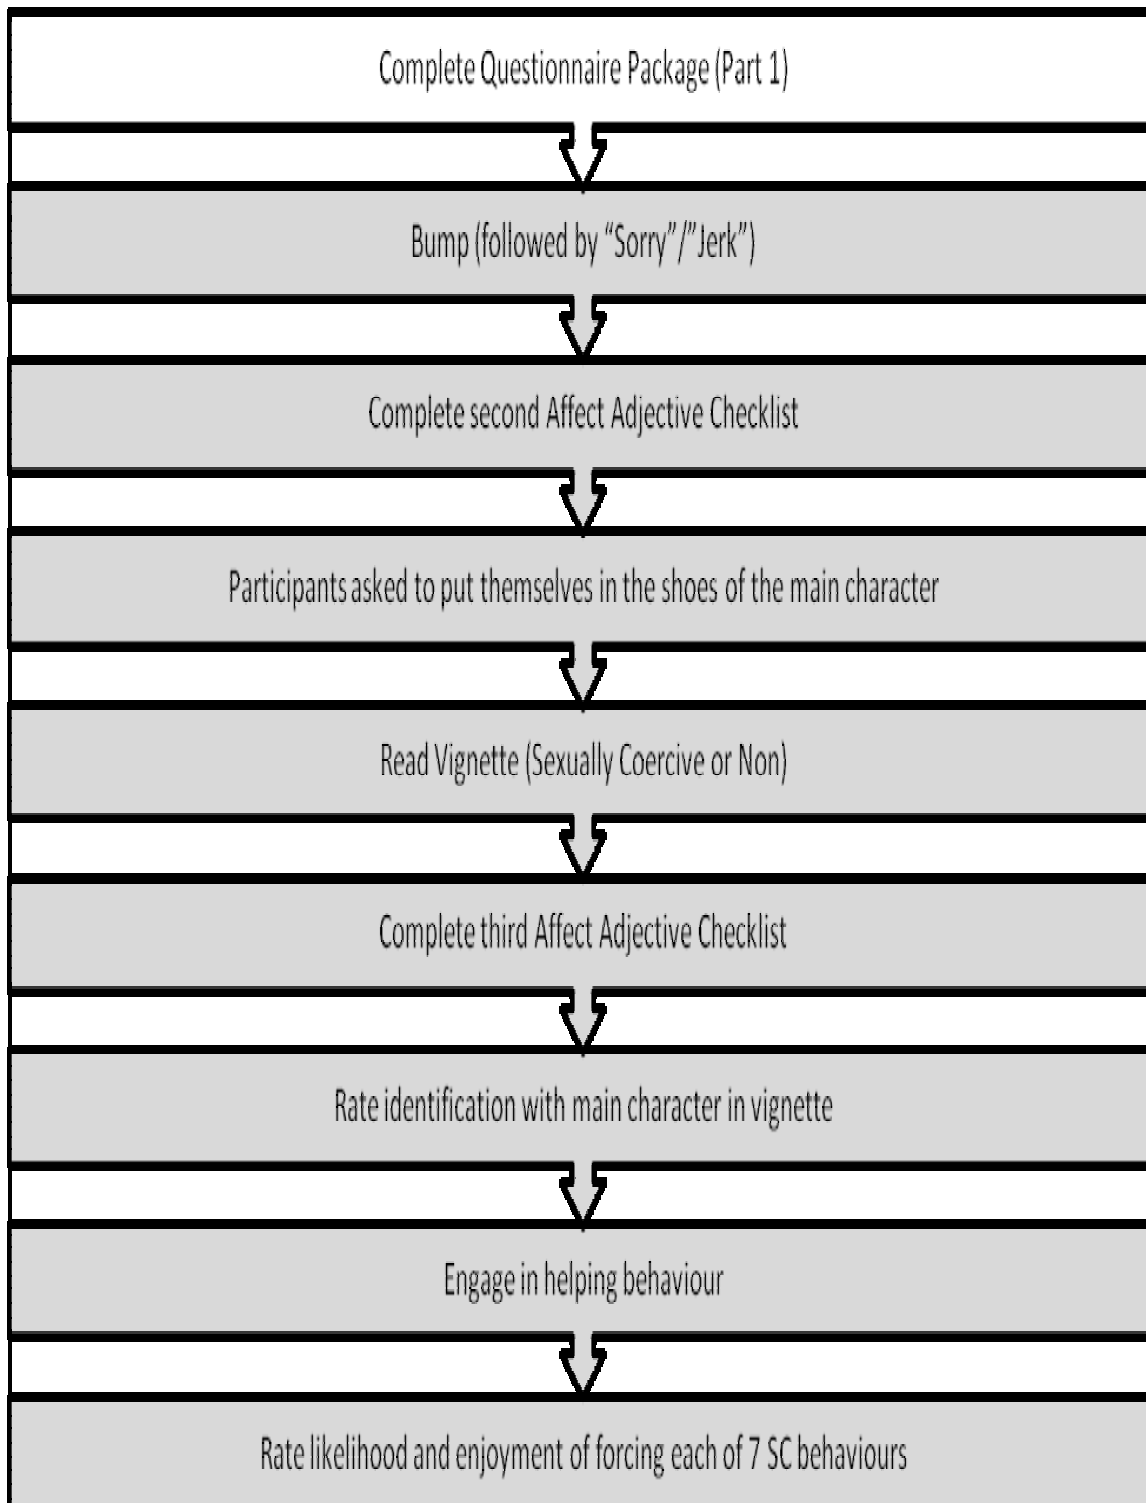 Complete Questionnaire Package (Part 1)
Bump (followed by “Sorry”/”Jerk”)
Complete second Affect Adjective Checklist
Participants asked to put themselves in the shoes of the main character
Read Vignette (Sexually Coercive or Non)
Complete third Affect Adjective Checklist
Rate identification with main character in vignette
Engage in helping behaviour
Rate likelihood and enjoyment of forcing each of 7 SC behaviours